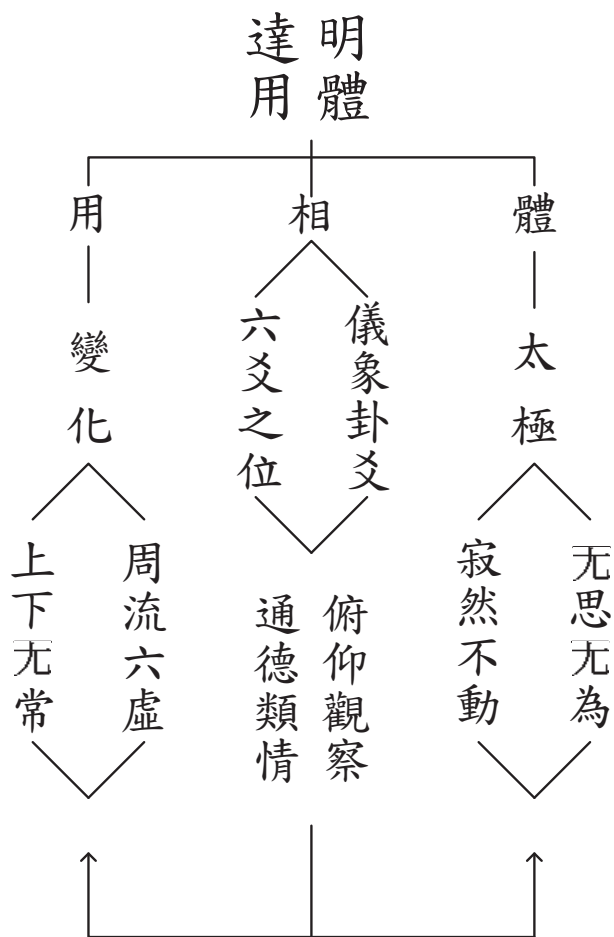 明體
達用
體
太極
无思无為
寂然不動
相
儀象卦爻
六爻之位
俯仰觀察
通德類情
用
變化
周流六虛
上下无常